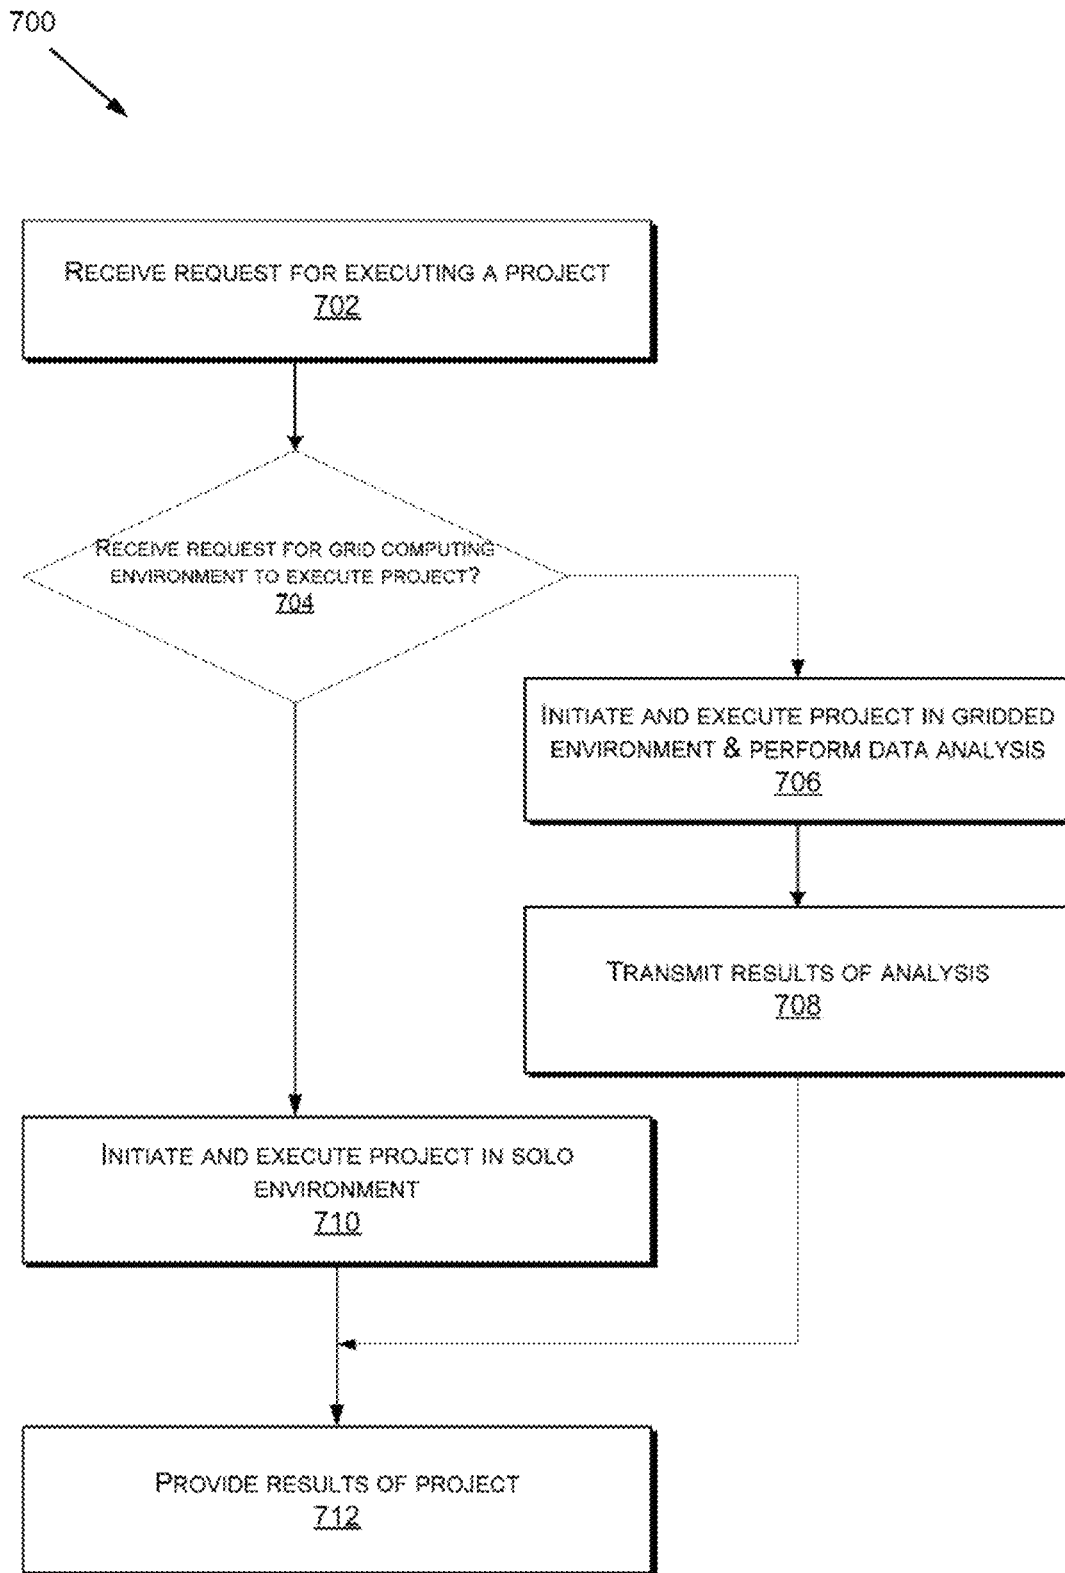 700
RECEIVE REQUEST FOR EXECUTING A PROJECT
702
RECEIVE REQUEST FOR GRID COMPUTING
ENVIRONMENT TO EXECUTE PROJECT?
704
INITIATE AND EXECUTE PROJECT IN GRIDDED
ENVIRONMENT & PERFORM DATA ANALYSIS
706
TRANSMIT RESULTS OF ANALYSIS
708
INITIATE AND EXECUTE PROJECT IN SOLO
ENVIRONMENT
710
PROVIDE RESULTS OF PROJECT
712